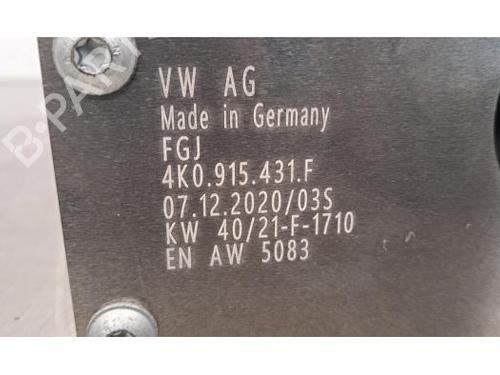 VW AG
Made in Germany
FGJ
4K0.915.431.F
07.12.2020/03S
KW 40/21-F-1710
EN AW 5083
B-PARTS